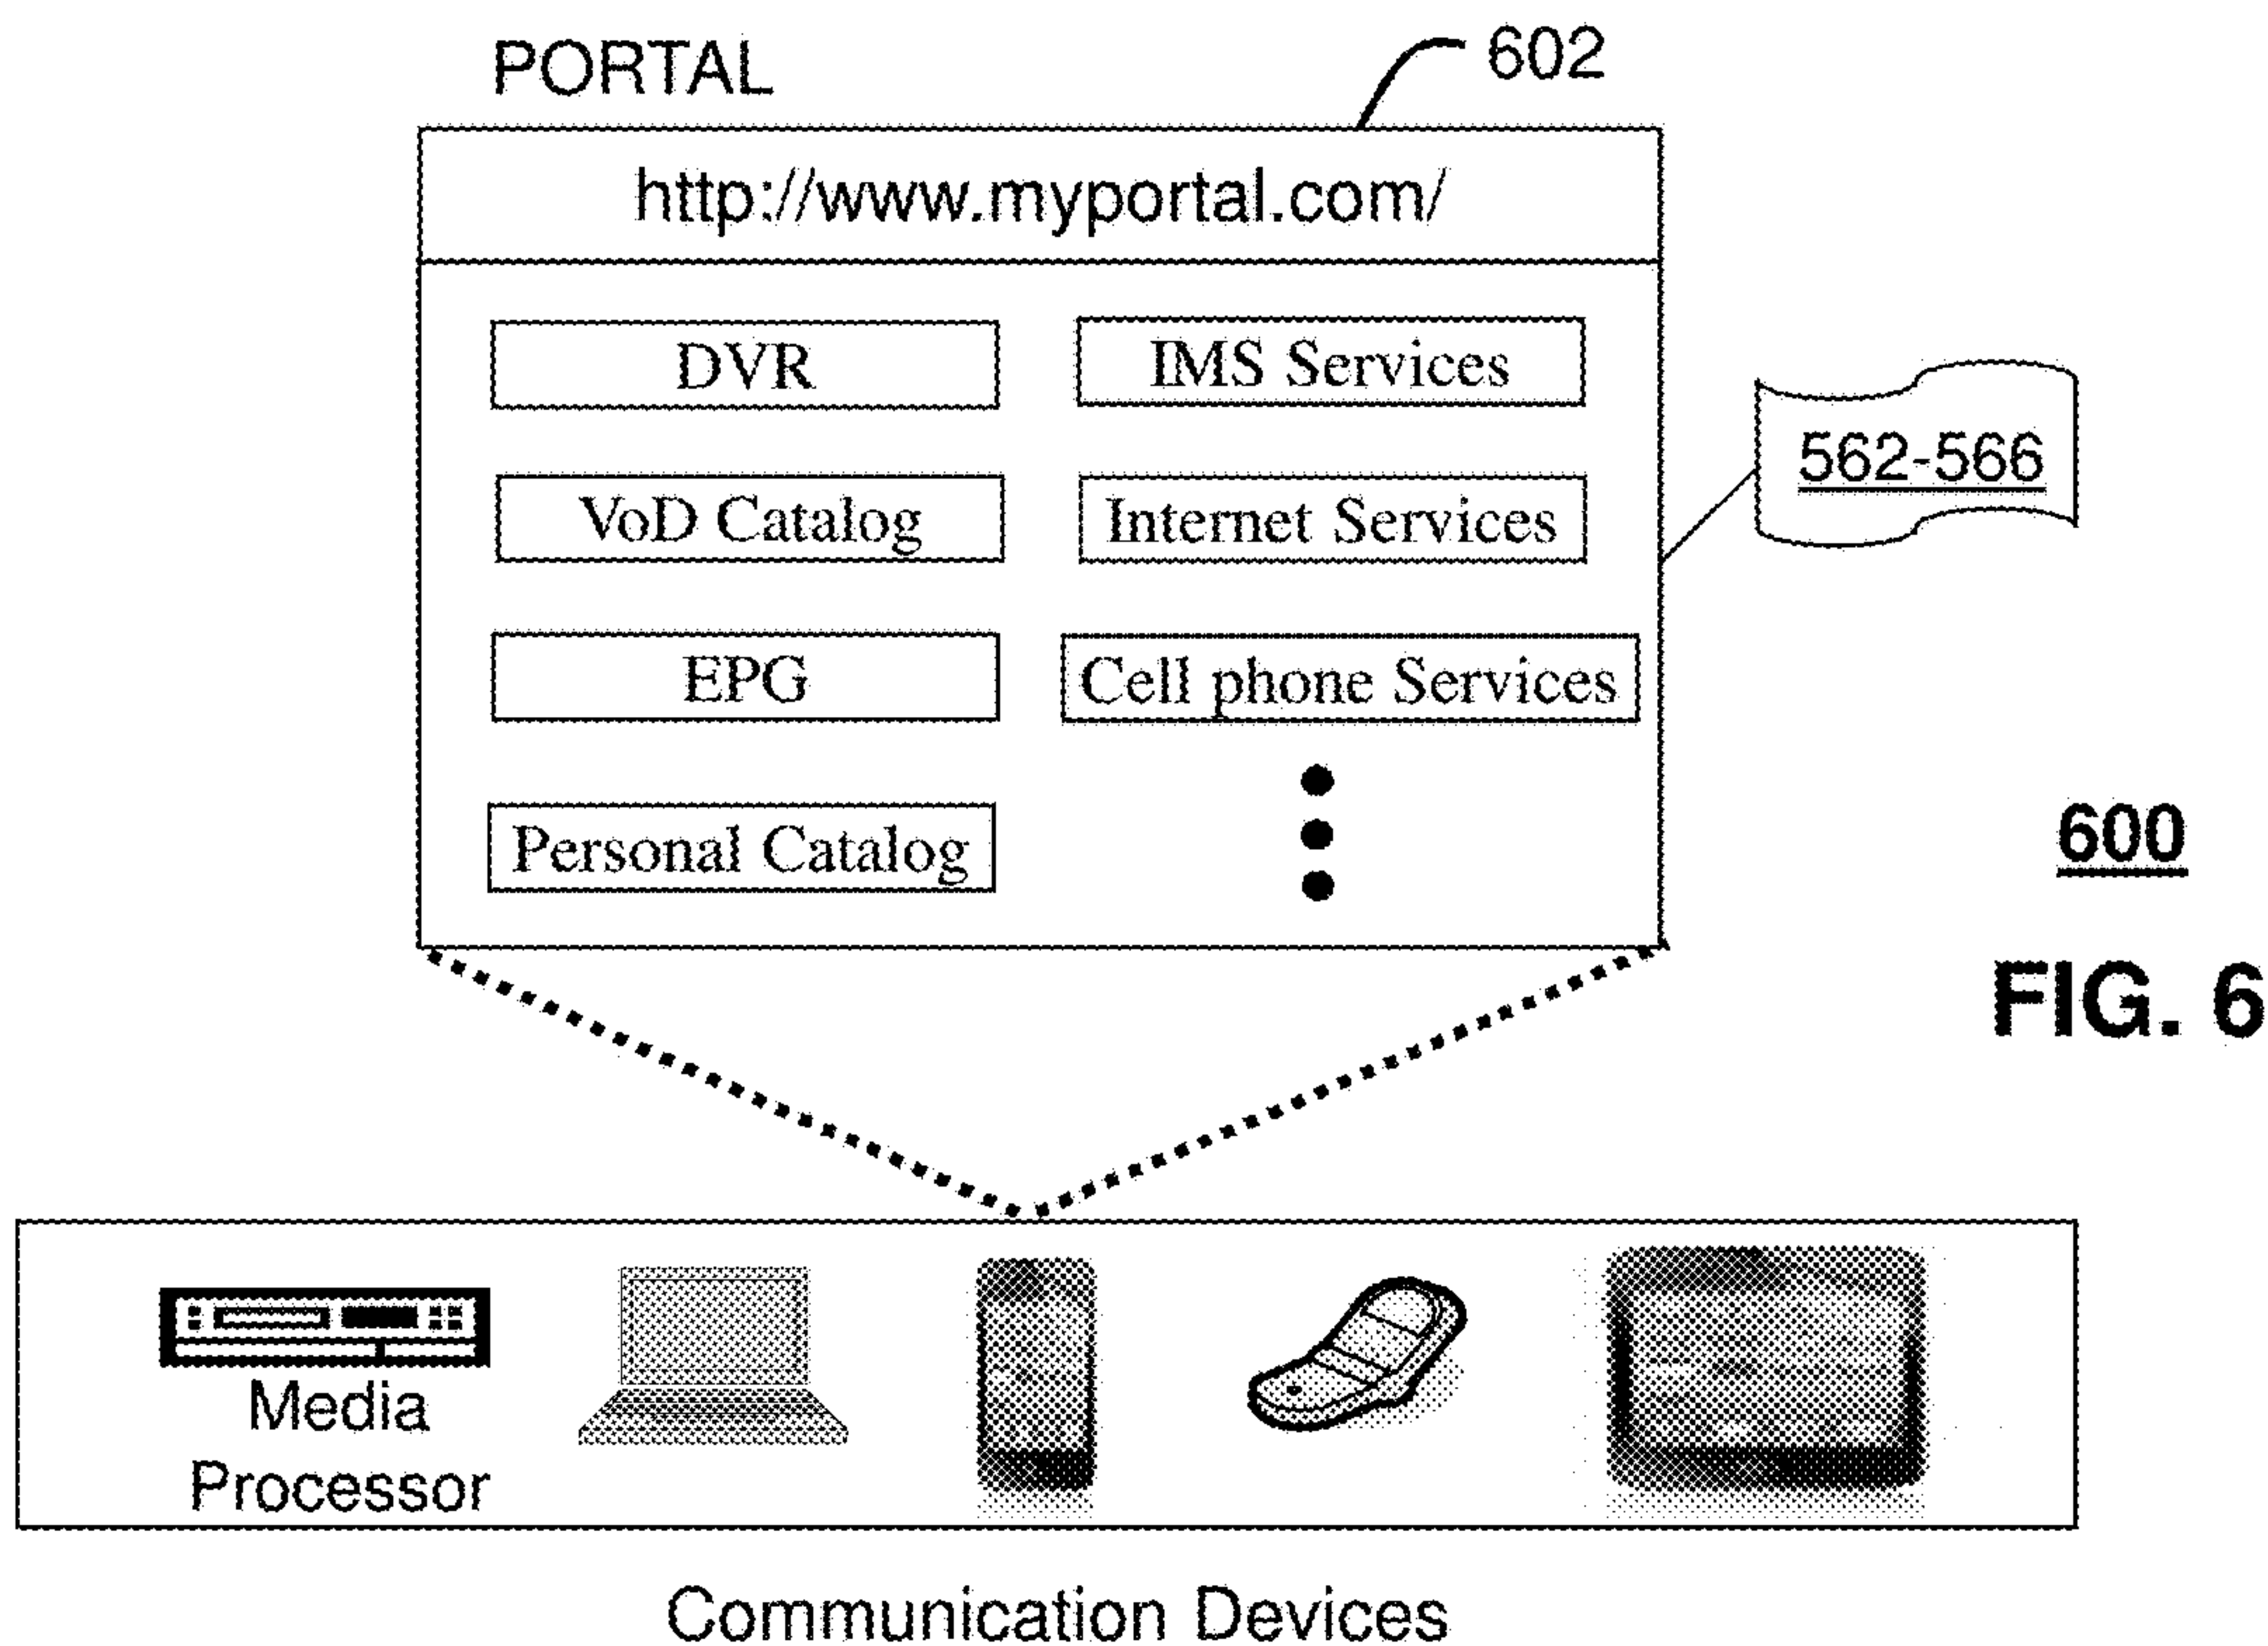 PORTAL
602
http://www.myportal.com/
DVR
IMS Services
VoD Catalog
Internet Services
562-566
EPG
Cell phone Services
Personal Catalog
600
FIG. 6
Media
Processor
Communication Devices